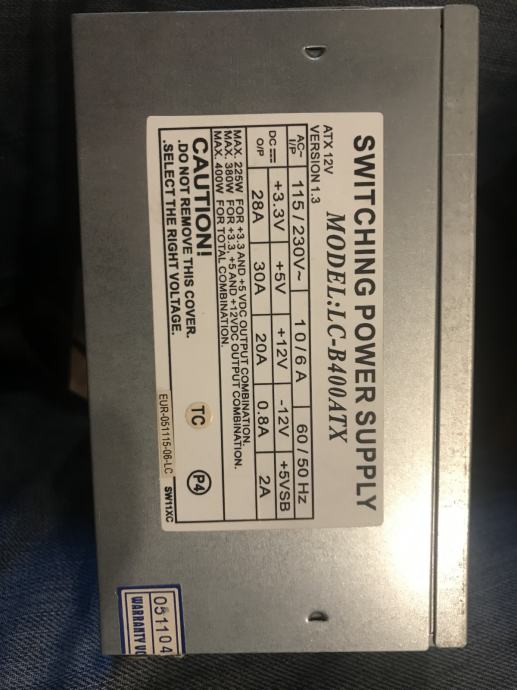 SWITCHING POWER SUPPLY
MODEL:LC-B400ATX
ATX 12V
VERSION 1.3
AC~ I/P 115 / 230V~ 10 / 6 A 60 / 50 Hz
DC +3.3V +5V +12V -12V +5VSB
O/P 28A 30A 20A 0.8A 2A
MAX. 225W FOR +3.3 AND +5 VDC OUTPUT COMBINATION.
MAX. 380W FOR +3.3, +5 AND +12VDC OUTPUT COMBINATION.
MAX. 400W FOR TOTAL COMBINATION.
CAUTION!
.DO NOT REMOVE THIS COVER.
.SELECT THE RIGHT VOLTAGE.
TC
P4
EUR-051115-06-LC
SW11XC
051104
WARRANTY VO